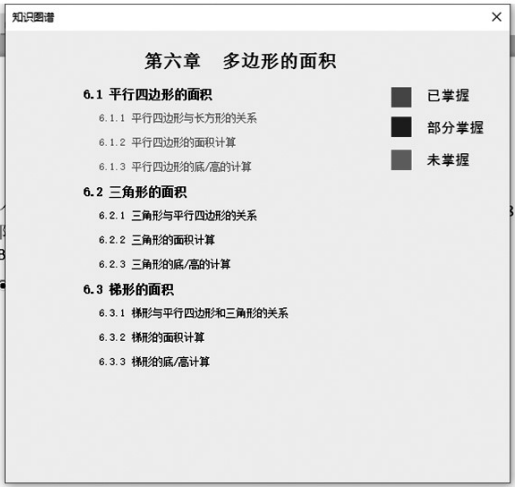 知识图谱
第六章 多边形的面积
6.1 平行四边形的面积
已掌握
6.1.1 平行四边形与长方形的关系
部分掌握
6.1.2 平行四边形的面积计算
未掌握
6.1.3 平行四边形的底/高的计算
6.2 三角形的面积
6.2.1 三角形与平行四边形的关系
6.2.2 三角形的面积计算
6.2.3 三角形的底/高的计算
6.3 梯形的面积
6.3.1 梯形与平行四边形和三角形的关系
6.3.2 梯形的面积计算
6.3.3 梯形的底/高计算